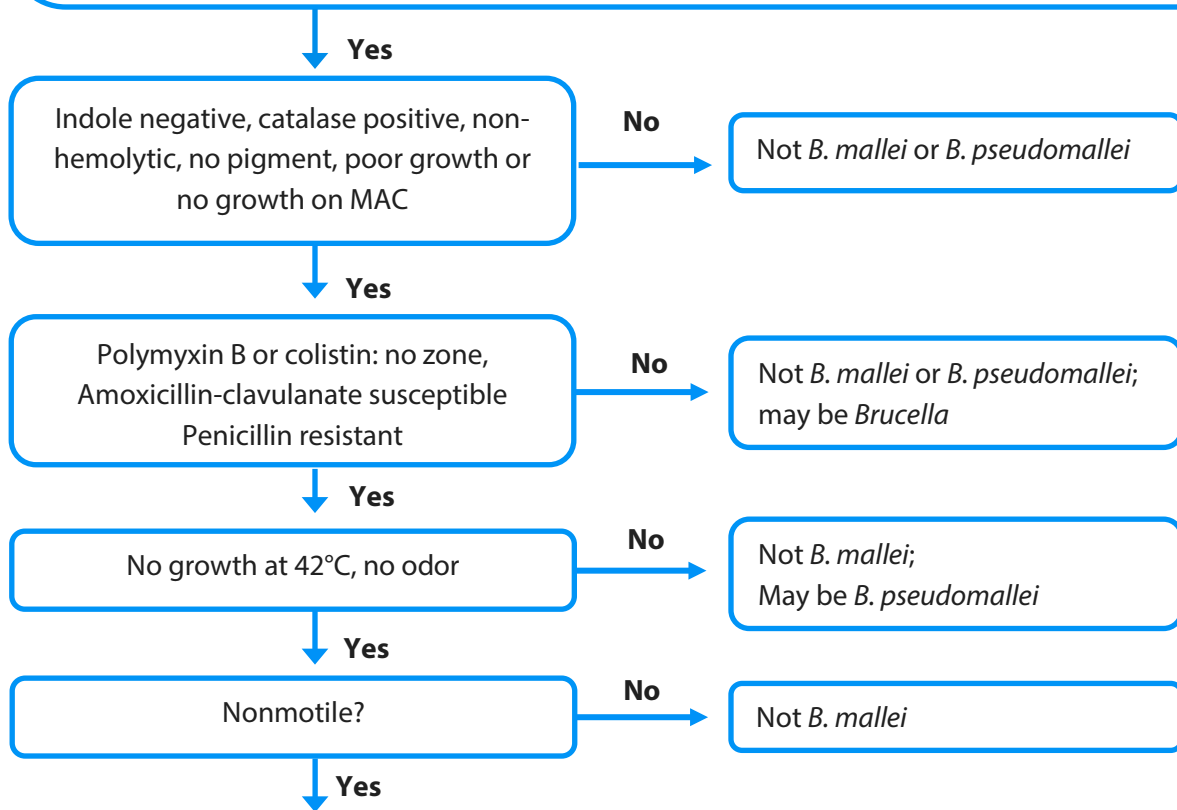 Yes
Indole negative, catalase positive, non-
hemolytic, no pigment, poor growth or
no growth on MAC
No
Not B. mallei or B. pseudomallei
Yes
Polymyxin B or colistin: no zone,
Amoxicillin-clavulanate susceptible
Penicillin resistant
No
Not B. mallei or B. pseudomallei;
may be Brucella
Yes
No growth at 42°C, no odor
No
Not B. mallei;
May be B. pseudomallei
Yes
Nonmotile?
No
Not B. mallei
Yes